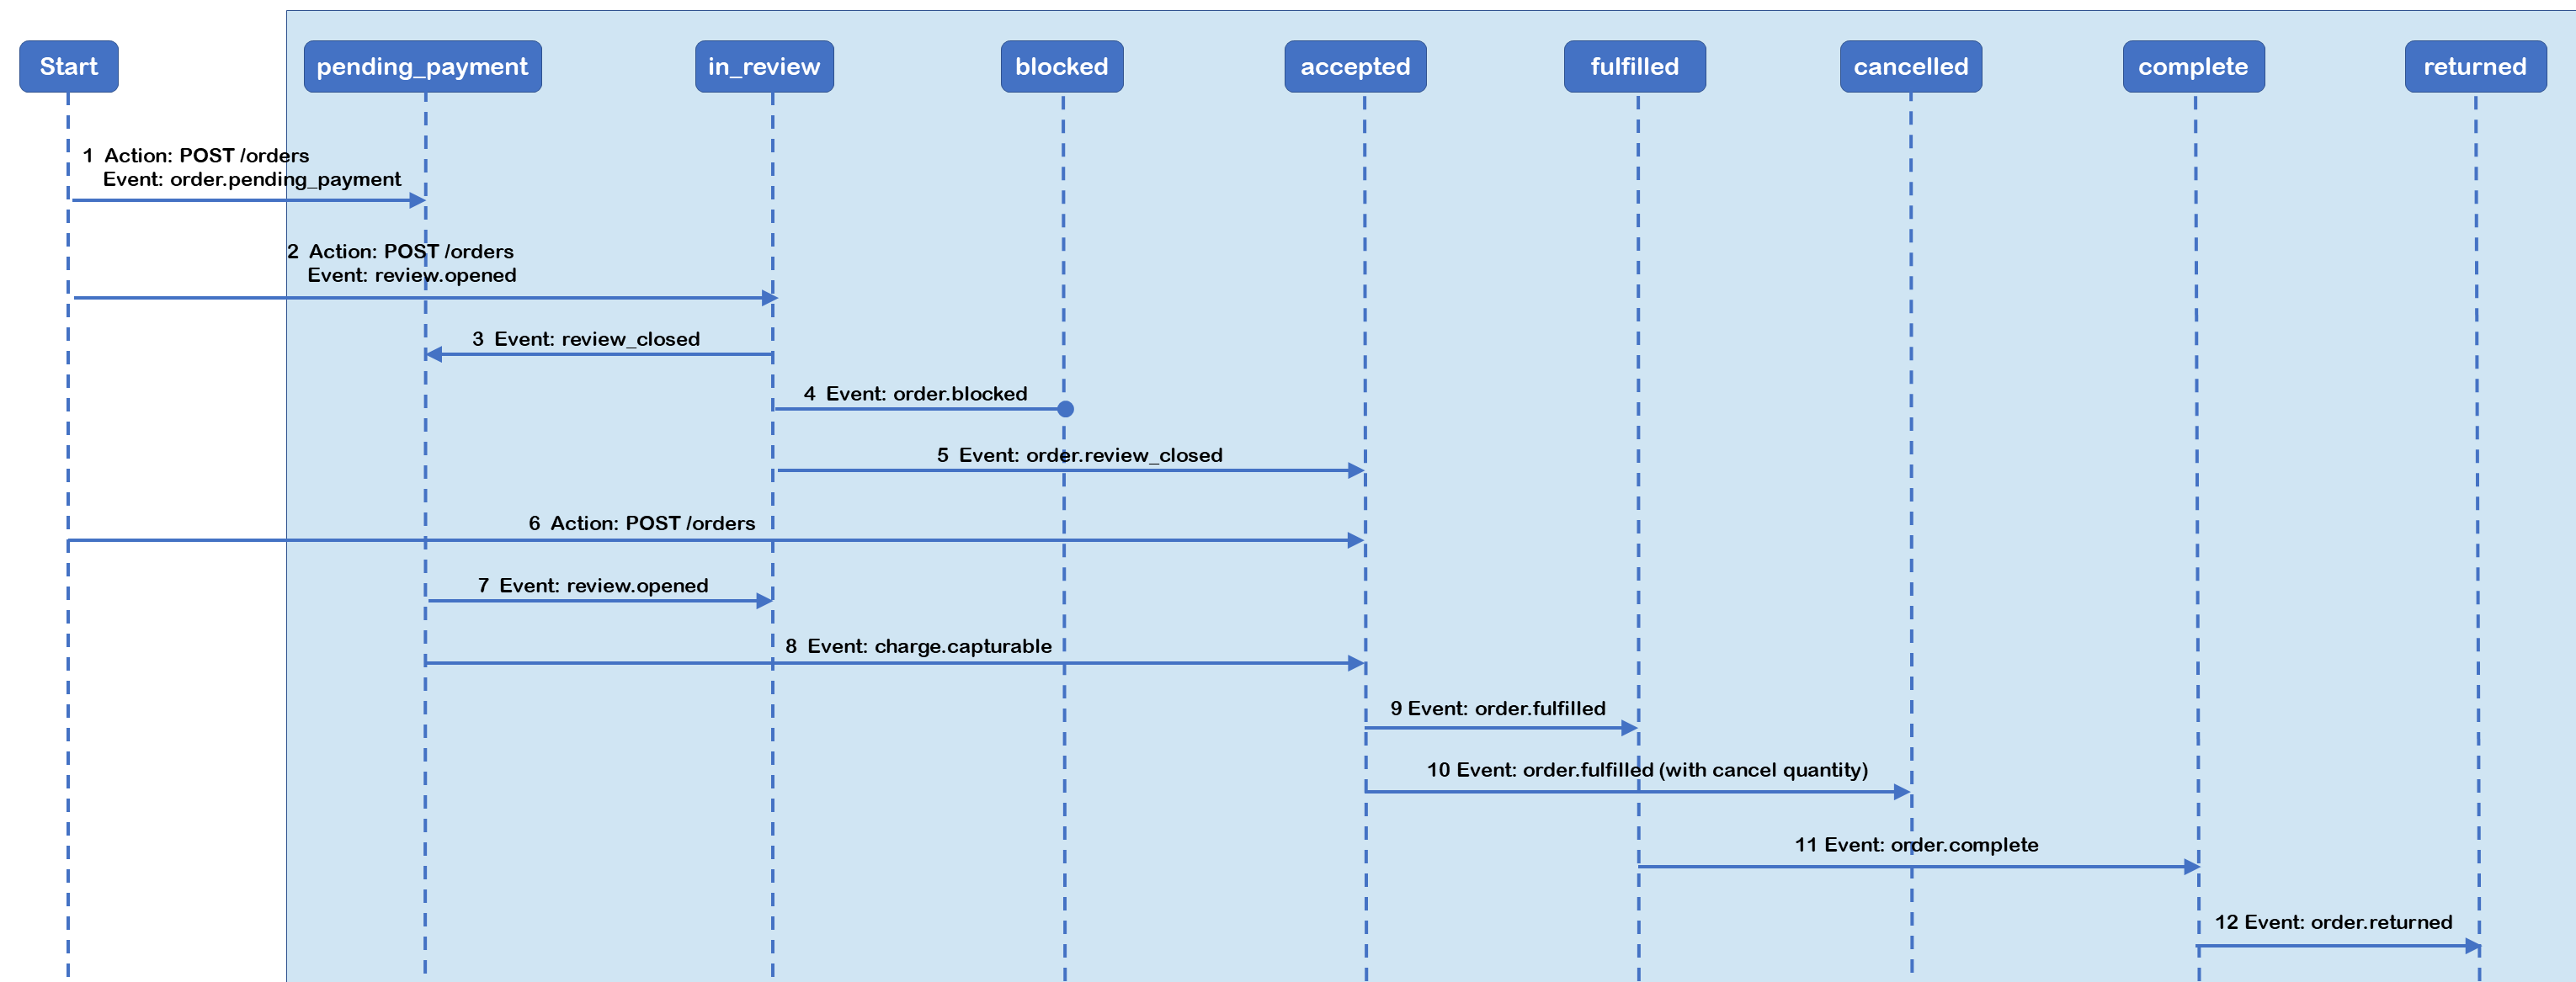 Start
pending_payment
in_review
blocked
accepted
fulfilled
cancelled
complete
returned
1 Action: POST /orders
Event: order.pending_payment
2 Action: POST /orders
Event: review.opened
3 Event: review_closed
4 Event: order.blocked
5 Event: order.review_closed
6 Action: POST /orders
7 Event: review.opened
8 Event: charge.capturable
9 Event: order.fulfilled
10 Event: order.fulfilled (with cancel quantity)
11 Event: order.complete
12 Event: order.returned